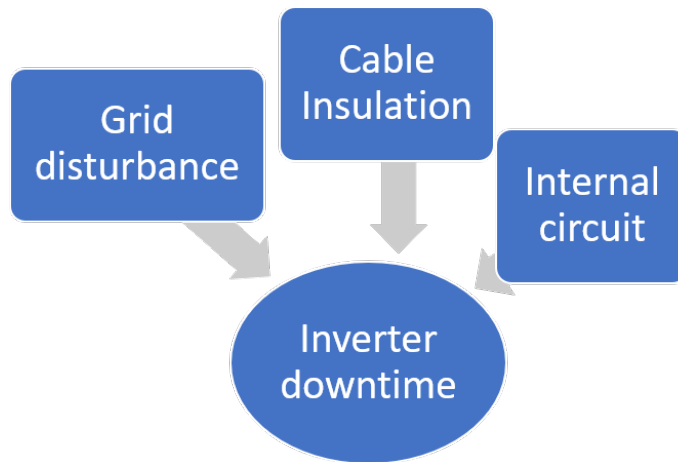 Grid
disturbance
Cable
Insulation
Internal
circuit
Inverter
downtime